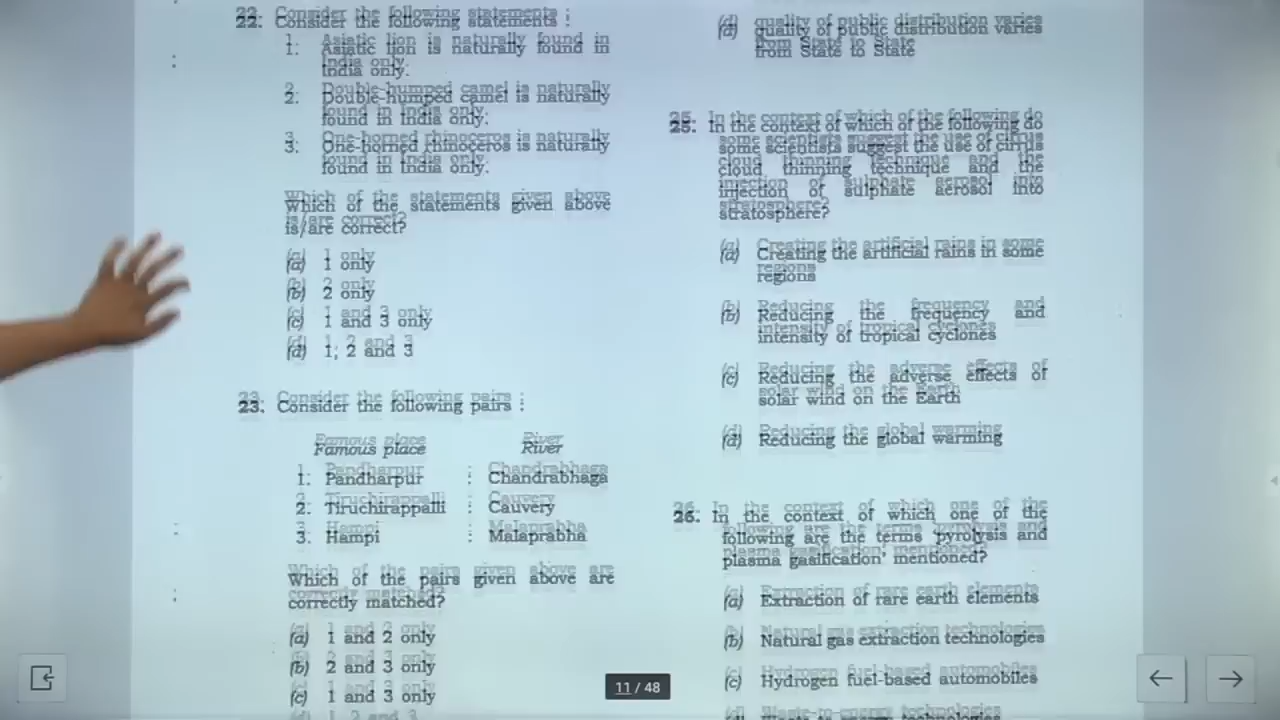 22. Consider the following statements :
1. Asiatic lion is naturally found in
India only.
2. Double-humped camel is naturally
found in India only.
3. One-horned rhinoceros is naturally
found in India only.
Which of the statements given above
is/are correct?
(a) 1 only
(b) 2 only
(c) 1 and 3 only
(d) 1, 2 and 3
23. Consider the following pairs :
Famous place River
1. Pandharpur : Chandrabhaga
2. Tiruchirappalli : Cauvery
3. Hampi : Malaprabha
Which of the pairs given above are
correctly matched?
(a) 1 and 2 only
(b) 2 and 3 only
(c) 1 and 3 only
(d) 1, 2 and 3
(d) quality of public distribution varies
from State to State
25. In the context of which of the following do
some scientists suggest the use of cirrus
cloud thinning technique and the
injection of sulphate aerosol into
stratosphere?
(a) Creating the artificial rains in some
regions
(b) Reducing the frequency and
intensity of tropical cyclones
(c) Reducing the adverse effects of
solar wind on the Earth
(d) Reducing the global warming
26. In the context of which one of the
following are the terms 'pyrolysis and
plasma gasification' mentioned?
(a) Extraction of rare earth elements
(b) Natural gas extraction technologies
(c) Hydrogen fuel-based automobiles
(d) Waste-to-energy technologies
11 / 48